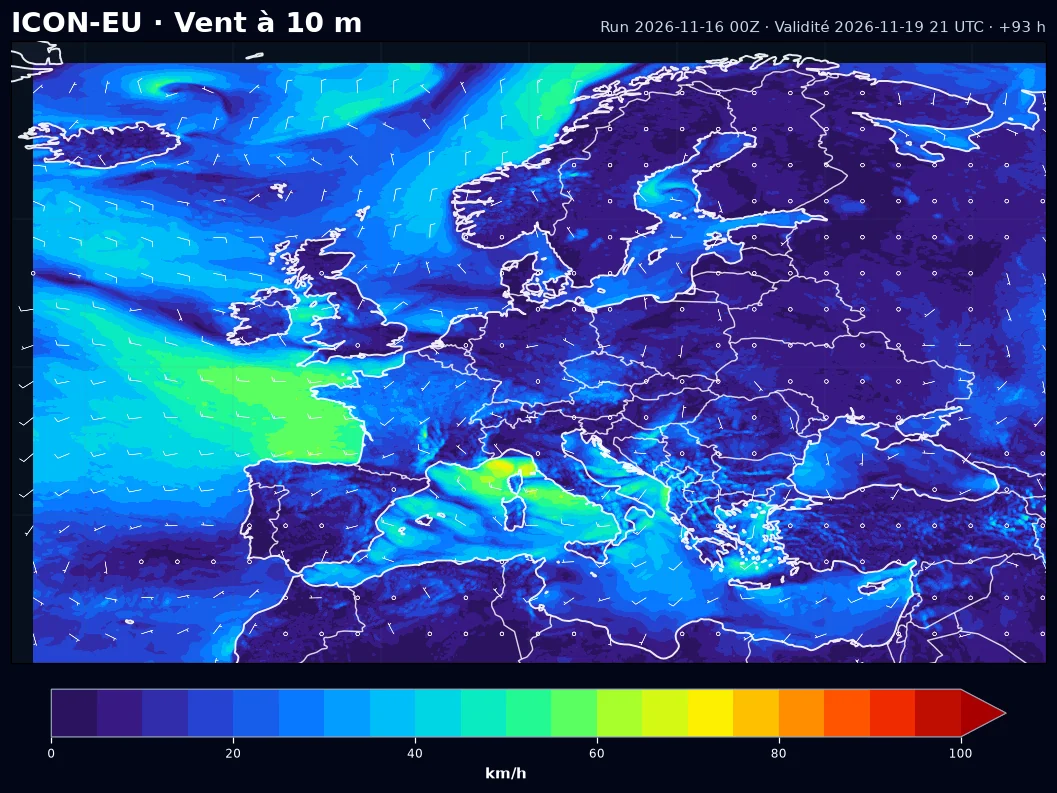 ICON-EU · Vent à 10 m
Run 2026-11-16 00Z · Validité 2026-11-19 21 UTC · +93 h
0 20 40 60 80 100
km/h